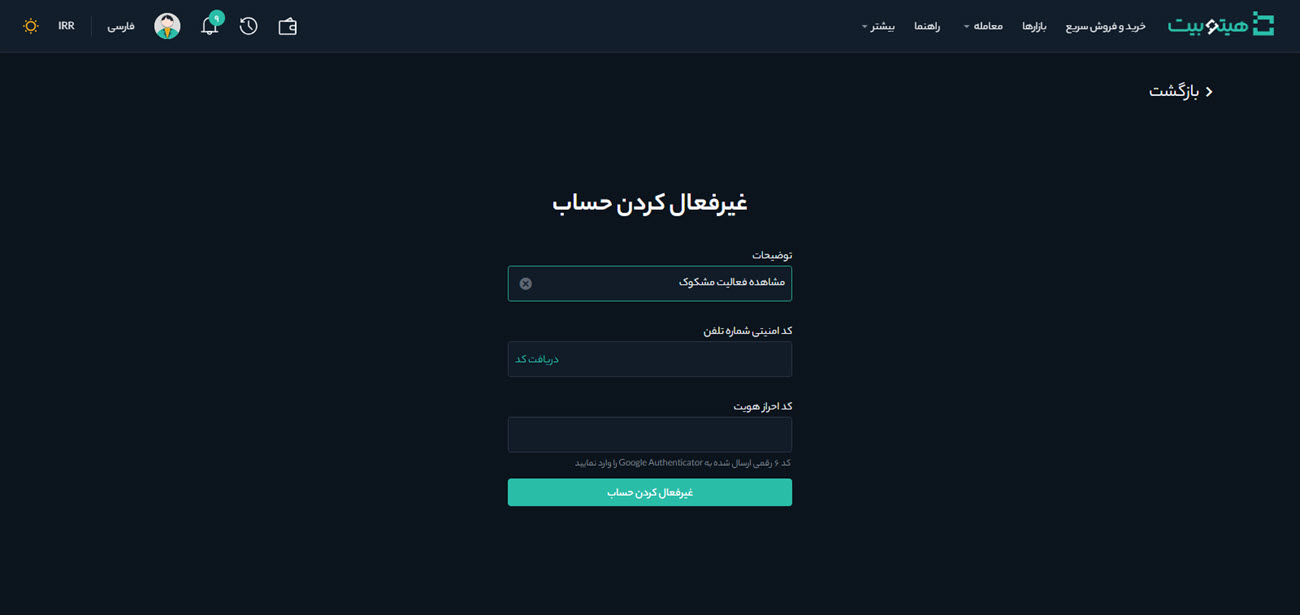 هیتوبیت
خرید و فروش سریع
بازارها
معامله
راهنما
بیشتر
۹
فارسی
IRR
بازگشت
غیرفعال کردن حساب
توضیحات
مشاهده فعالیت مشکوک
کد امنیتی شماره تلفن
دریافت کد
کد احراز هویت
کد ۶ رقمی ارسال شده به Google Authenticator را وارد نمایید
غیرفعال کردن حساب